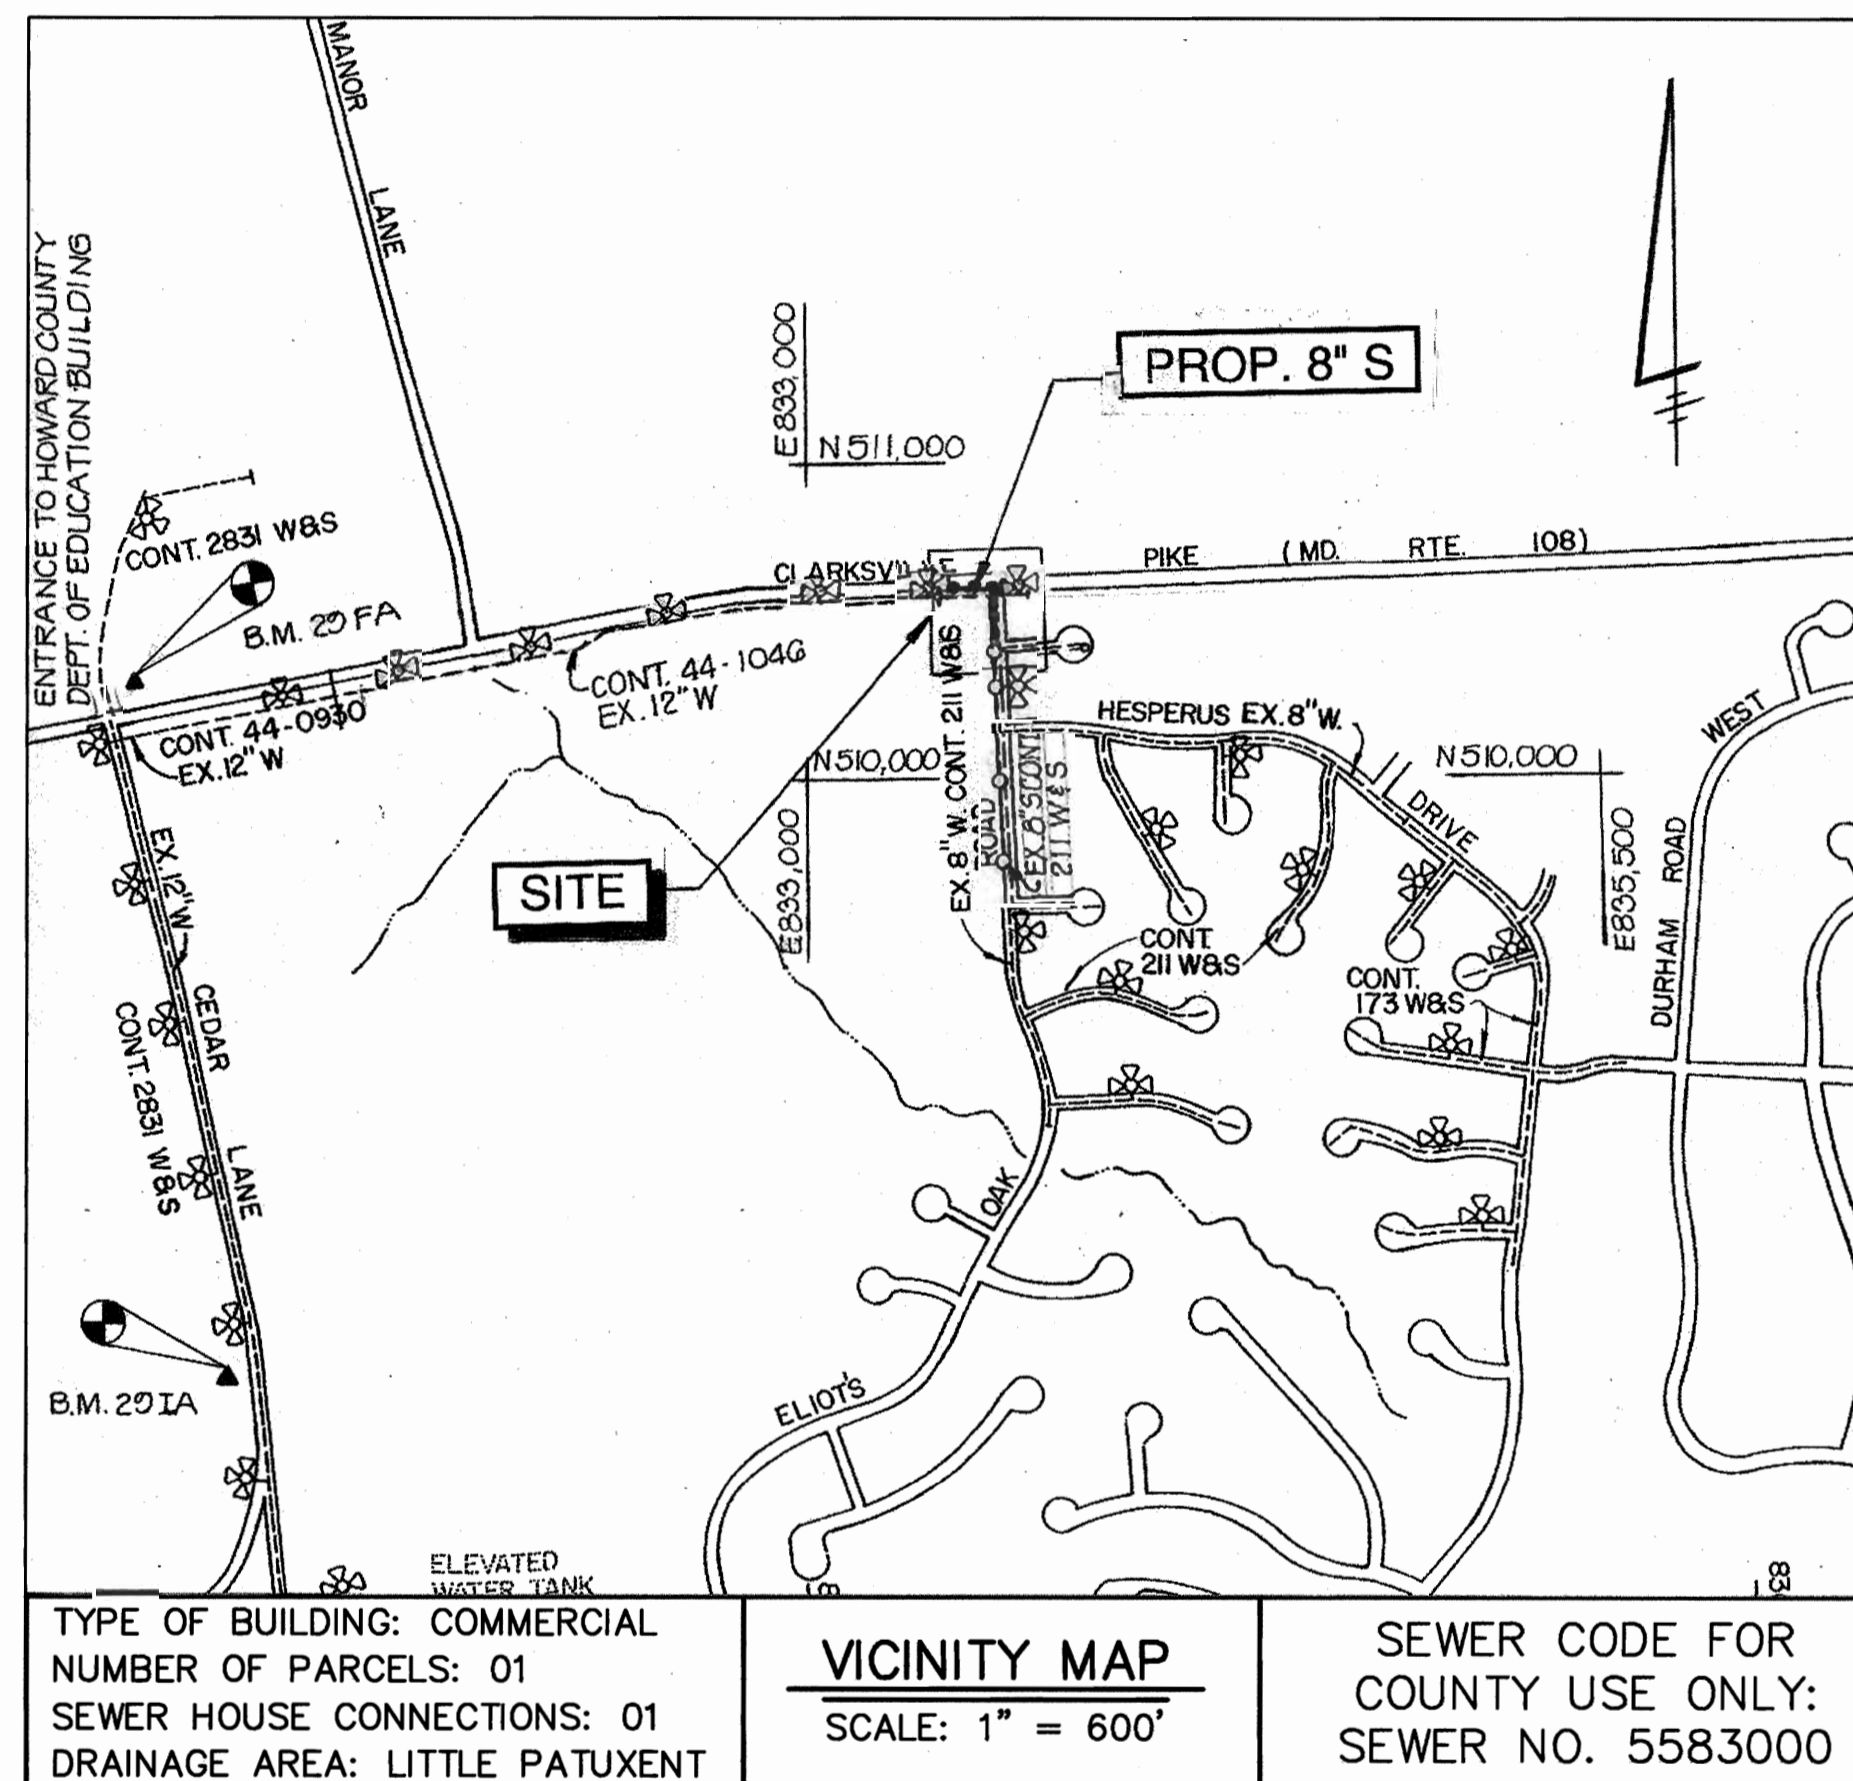 MANOR
LANE
ENTRANCE TO HOWARD COUNTY
DEPT. OF EDUCATION BUILDING
E833,000
N511,000
PROP. 8" S
CONT. 2831 W&S
B.M. 29 FA
CLARKSVILLE
PIKE (MD. RTE. 108)
CONT. 44-1046
EX. 12" W
CONT. 44-0930
EX. 12" W
HESPERUS EX. 8" W.
DRIVE
WEST
N510,000
N510,000
E833,000
E835,500
EX. 8" W. CONT. 211 W&S
ROAD
EX. 8" S CONT.
211 W & S.
SITE
EX. 12" W
CEDAR
LANE
CONT. 2831 W&S
CONT.
211 W&S
CONT.
173 W&S
DURHAM ROAD
OAK
ELIOT'S
B.M. 29 IA
ELEVATED
WATER TANK
TYPE OF BUILDING: COMMERCIAL
NUMBER OF PARCELS: 01
SEWER HOUSE CONNECTIONS: 01
DRAINAGE AREA: LITTLE PATUXENT
VICINITY MAP
SCALE: 1" = 600'
SEWER CODE FOR
COUNTY USE ONLY:
SEWER NO. 5583000